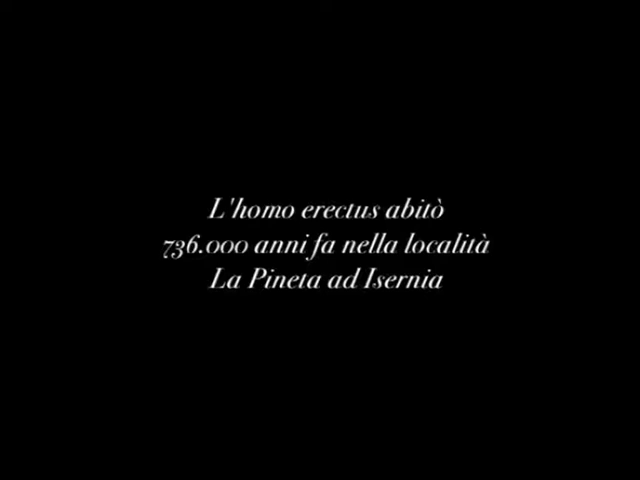 L'homo erectus abitò
736.000 anni fa nella località
La Pineta ad Isernia